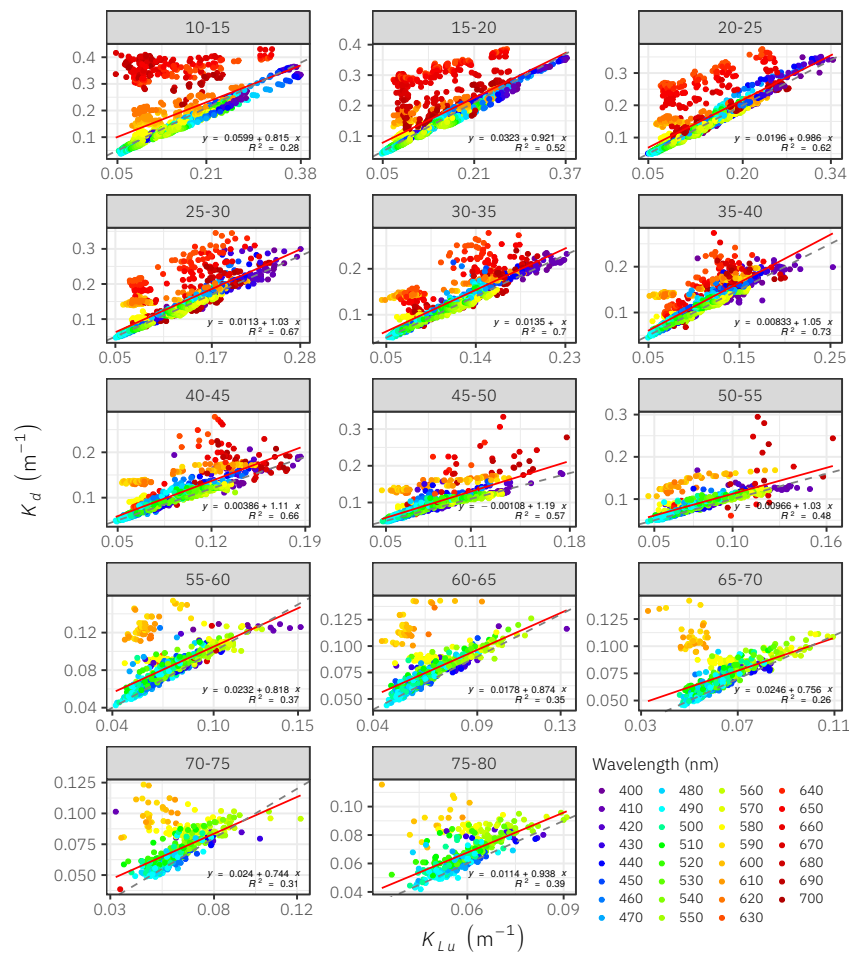 10-15
15-20
20-25
0.4
0.3
0.2
0.1
y = 0.0599 + 0.815 x
R² = 0.28
0.05
0.21
0.38
0.4
0.3
0.2
0.1
y = 0.0323 + 0.921 x
R² = 0.52
0.05
0.21
0.37
0.3
0.2
0.1
y = 0.0196 + 0.986 x
R² = 0.62
0.05
0.20
0.34
25-30
30-35
35-40
0.3
0.2
0.1
y = 0.0113 + 1.03 x
R² = 0.67
0.05
0.17
0.28
0.2
0.1
y = 0.0135 + x
R² = 0.7
0.05
0.14
0.23
0.2
0.1
y = 0.00833 + 1.05 x
R² = 0.73
0.05
0.15
0.25
40-45
45-50
50-55
0.2
0.1
y = 0.00386 + 1.11 x
R² = 0.66
0.05
0.12
0.19
0.3
0.2
0.1
y = − 0.00108 + 1.19 x
R² = 0.57
0.05
0.11
0.18
0.3
0.2
0.1
y = 0.00966 + 1.03 x
R² = 0.48
0.05
0.10
0.16
K_d (m⁻¹)
55-60
60-65
65-70
0.12
0.08
0.04
y = 0.0232 + 0.818 x
R² = 0.37
0.04
0.10
0.15
0.125
0.100
0.075
0.050
y = 0.0178 + 0.874 x
R² = 0.35
0.04
0.09
0.13
0.125
0.100
0.075
0.050
y = 0.0246 + 0.756 x
R² = 0.26
0.03
0.07
0.11
70-75
75-80
0.125
0.100
0.075
0.050
y = 0.024 + 0.744 x
R² = 0.31
0.03
0.08
0.12
0.10
0.08
0.06
0.04
y = 0.0114 + 0.938 x
R² = 0.39
0.06
0.09
K_Lu (m⁻¹)
Wavelength (nm)
400 480 560 640
410 490 570 650
420 500 580 660
430 510 590 670
440 520 600 680
450 530 610 690
460 540 620 700
470 550 630